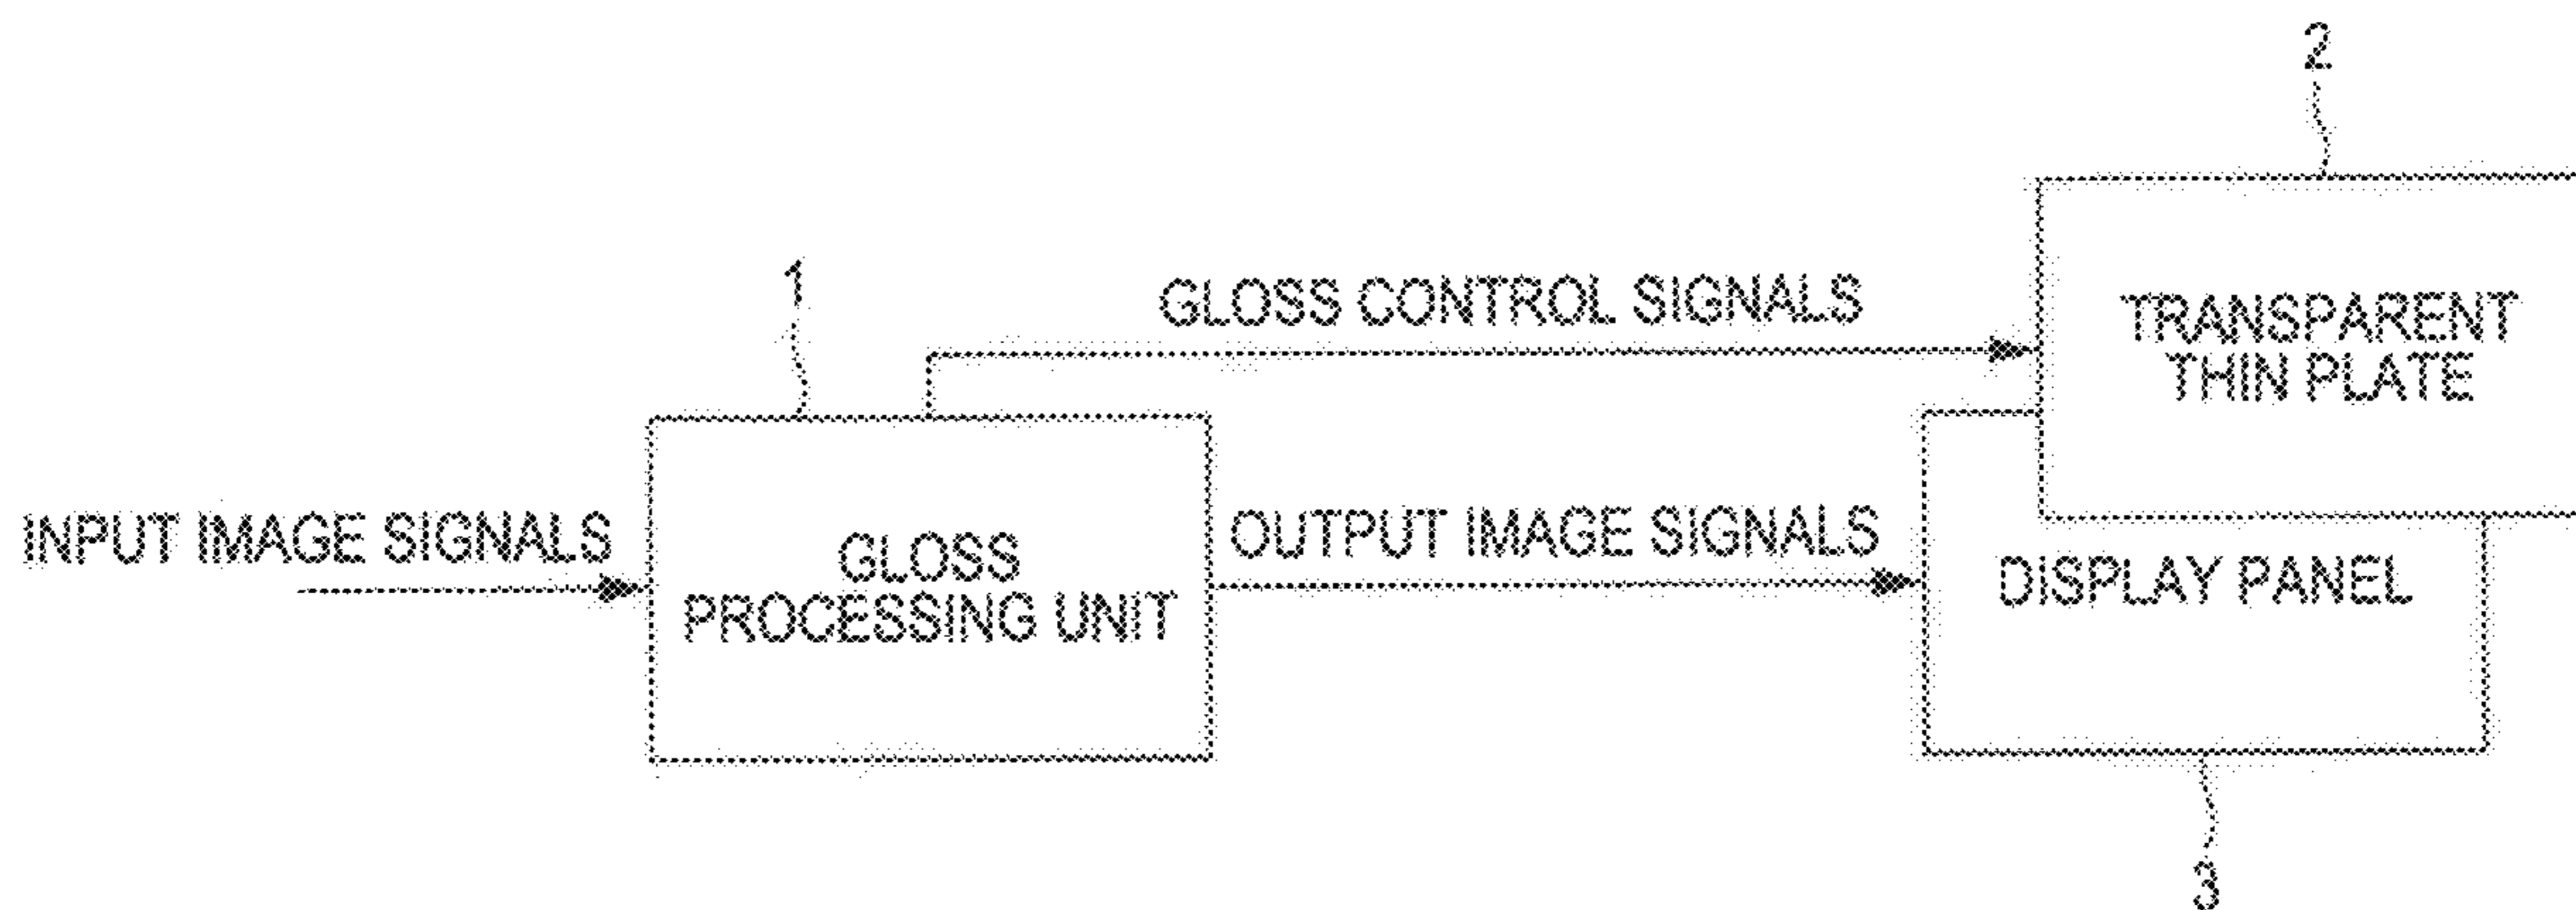 2
1
GLOSS CONTROL SIGNALS
TRANSPARENT
THIN PLATE
INPUT IMAGE SIGNALS
GLOSS
PROCESSING UNIT
OUTPUT IMAGE SIGNALS
DISPLAY PANEL
3